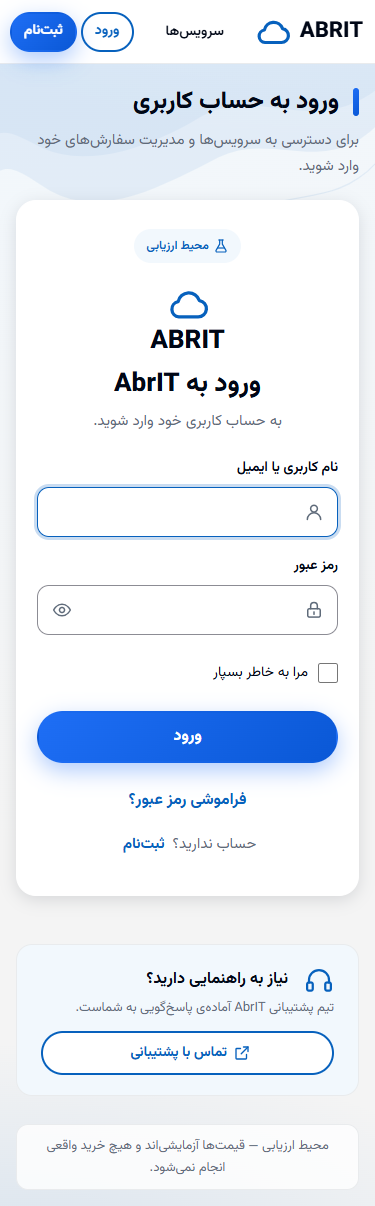 ABRIT
سرویس‌ها
ورود
ثبت‌نام
ورود به حساب کاربری
برای دسترسی به سرویس‌ها و مدیریت سفارش‌های خود
وارد شوید.
محیط ارزیابی
ABRIT
ورود به AbrIT
به حساب کاربری خود وارد شوید.
نام کاربری یا ایمیل
رمز عبور
مرا به خاطر بسپار
ورود
فراموشی رمز عبور؟
حساب ندارید؟ ثبت‌نام
نیاز به راهنمایی دارید؟
تیم پشتیبانی AbrIT آماده‌ی پاسخ‌گویی به شماست.
تماس با پشتیبانی
محیط ارزیابی — قیمت‌ها آزمایشی‌اند و هیچ خرید واقعی
انجام نمی‌شود.